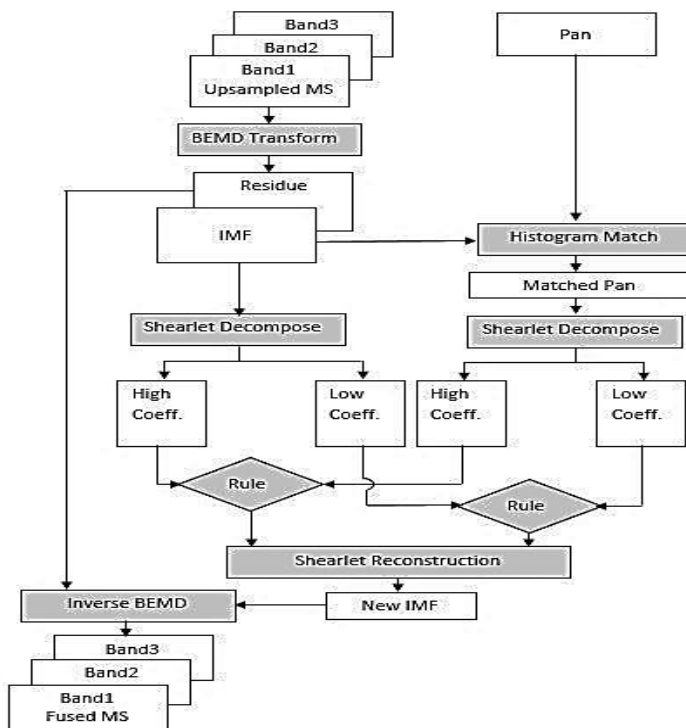 Band3
Band2
Band1
Upsampled MS
Pan
BEMD Transform
Residue
IMF
Histogram Match
Matched Pan
Shearlet Decompose
Shearlet Decompose
High
Coeff.
Low
Coeff.
High
Coeff.
Low
Coeff.
Rule
Rule
Shearlet Reconstruction
Inverse BEMD
New IMF
Band3
Band2
Band1
Fused MS